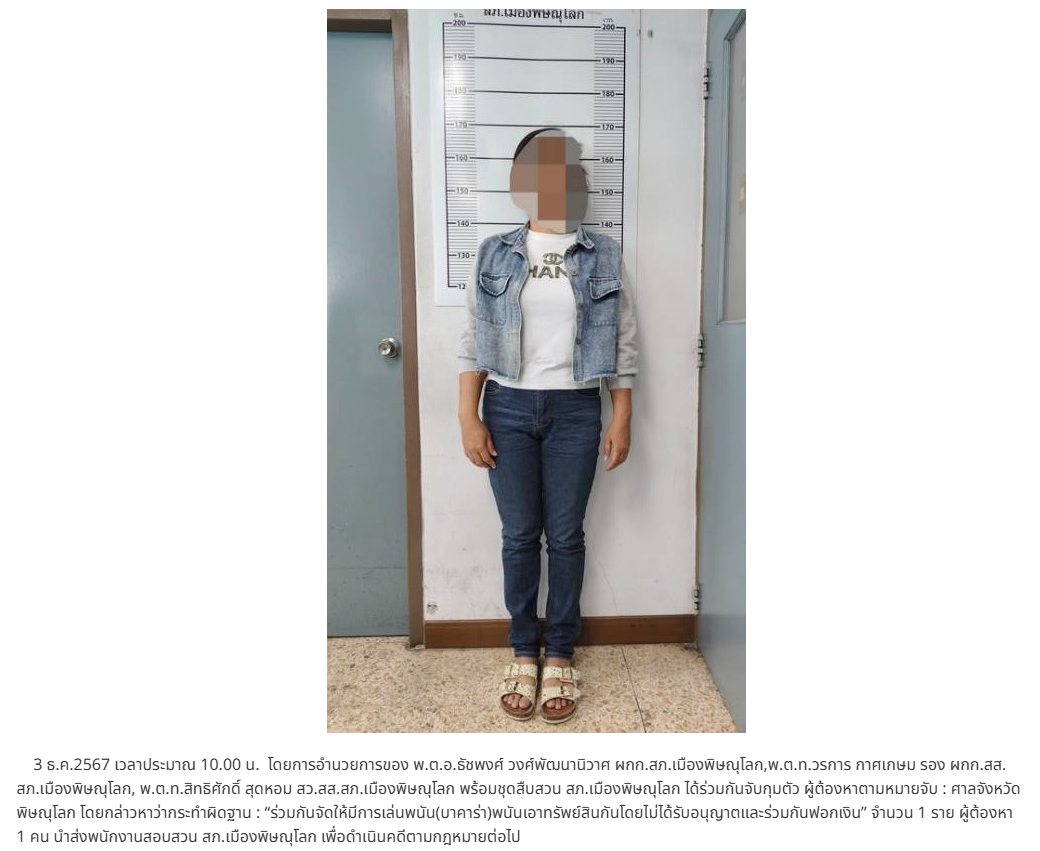 สภ.เมืองพิษณุโลก
ซม.
cm.
200
200
190
190
180
180
170
170
160
160
150
150
140
140
130
12
HAN
3 ธ.ค.2567 เวลาประมาณ 10.00 น. โดยการอำนวยการของ พ.ต.อ.ธัชพงศ์ วงศ์พัฒนานิวาศ ผกก.สภ.เมืองพิษณุโลก,พ.ต.ท.วรการ กาศเกษม รอง ผกก.สส.
สภ.เมืองพิษณุโลก, พ.ต.ท.สิทธิศักดิ์ สุดหอม สว.สส.สภ.เมืองพิษณุโลก พร้อมชุดสืบสวน สภ.เมืองพิษณุโลก ได้ร่วมกันจับกุมตัว ผู้ต้องหาตามหมายจับ : ศาลจังหวัด
พิษณุโลก โดยกล่าวหาว่ากระทำผิดฐาน : “ร่วมกันจัดให้มีการเล่นพนัน(บาคาร่า)พนันเอาทรัพย์สินกันโดยไม่ได้รับอนุญาตและร่วมกันฟอกเงิน” จำนวน 1 ราย ผู้ต้องหา
1 คน นำส่งพนักงานสอบสวน สภ.เมืองพิษณุโลก เพื่อดำเนินคดีตามกฎหมายต่อไป